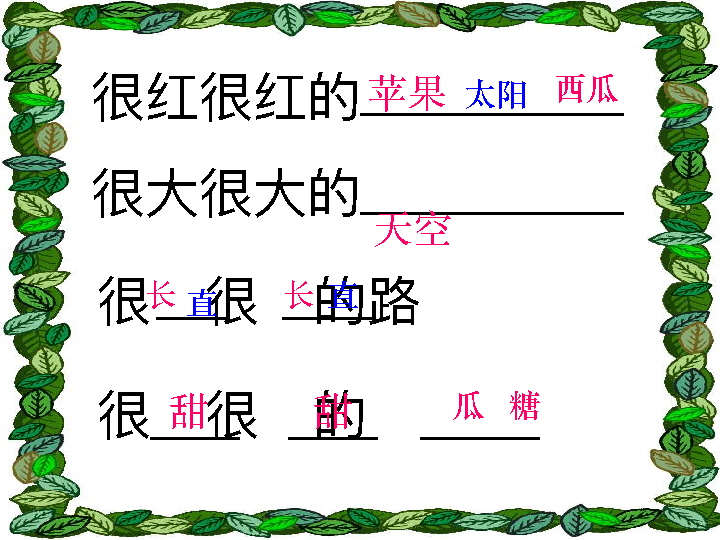 很红很红的苹果 太阳 西瓜
很大很大的
天空
很长 直很 长 直的路
很甜很 甜的 瓜 糖